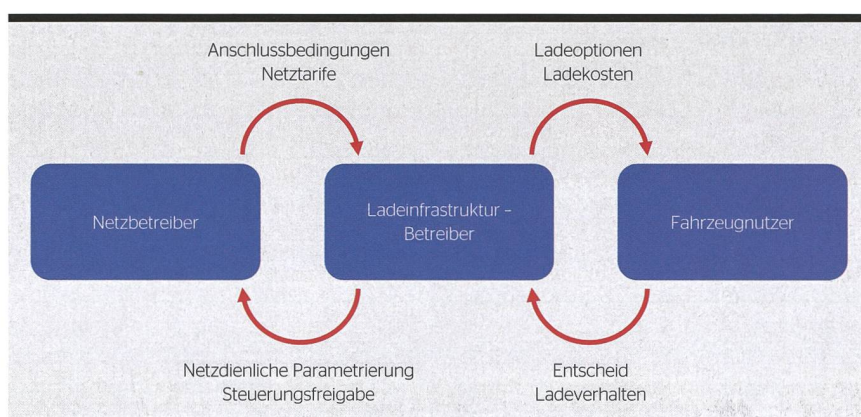 Anschlussbedingungen
Netztarife
Ladeoptionen
Ladekosten
Netzbetreiber
Ladeinfrastruktur –
Betreiber
Fahrzeugnutzer
Netzdienliche Parametrierung
Steuerungsfreigabe
Entscheid
Ladeverhalten